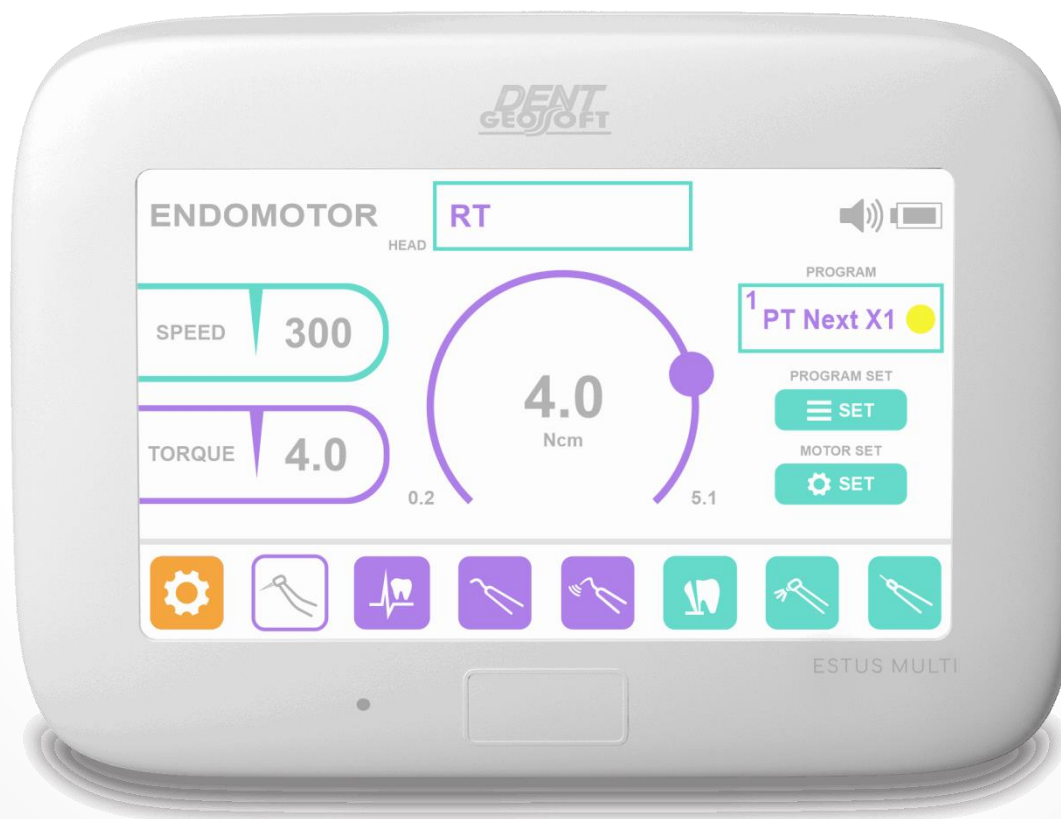 DENT
GEOSOFT
ENDOMOTOR
HEAD
RT
PROGRAM
1
PT Next X1
SPEED
300
4.0
Ncm
PROGRAM SET
SET
MOTOR SET
SET
TORQUE
4.0
0.2
5.1
ESTUS MULTI